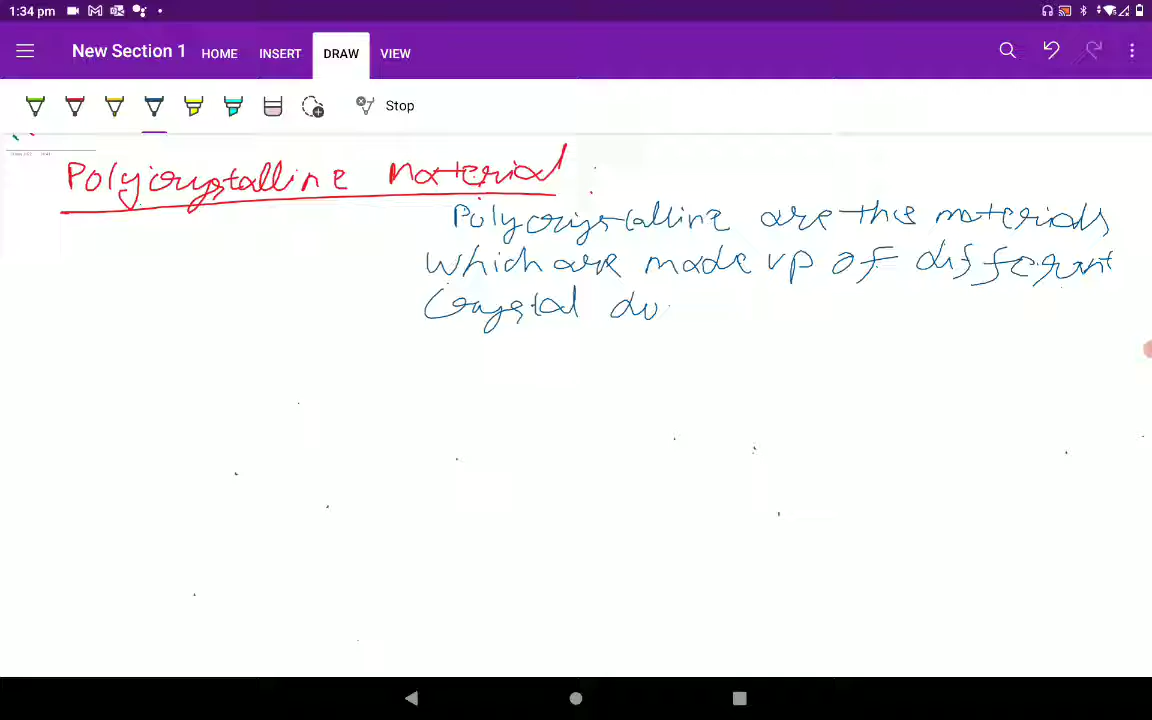 1:34 pm
New Section 1 HOME INSERT DRAW VIEW
Stop
Polycrystalline Material :
Polycrystalline are the materials
which are made up of different
Crystal do